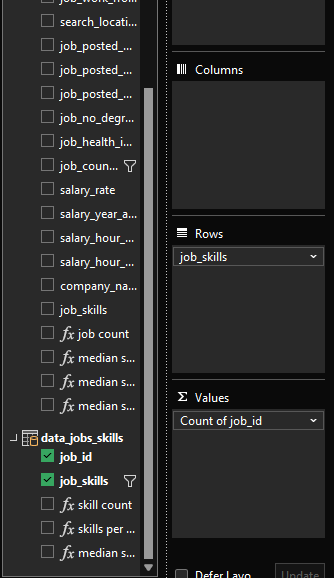 job_work_fro...
search_locati...
job_posted_...
job_posted_...
job_posted_...
job_no_degr...
job_health_i...
job_coun...
salary_rate
salary_year_a...
salary_hour_...
salary_hour_...
company_na...
job_skills
fx job count
fx median s...
fx median s...
fx median s...
data_jobs_skills
job_id
job_skills
fx skill count
fx skills per ...
fx median s...
Columns
Rows
job_skills
Σ Values
Count of job_id
Defer Layo...
Update